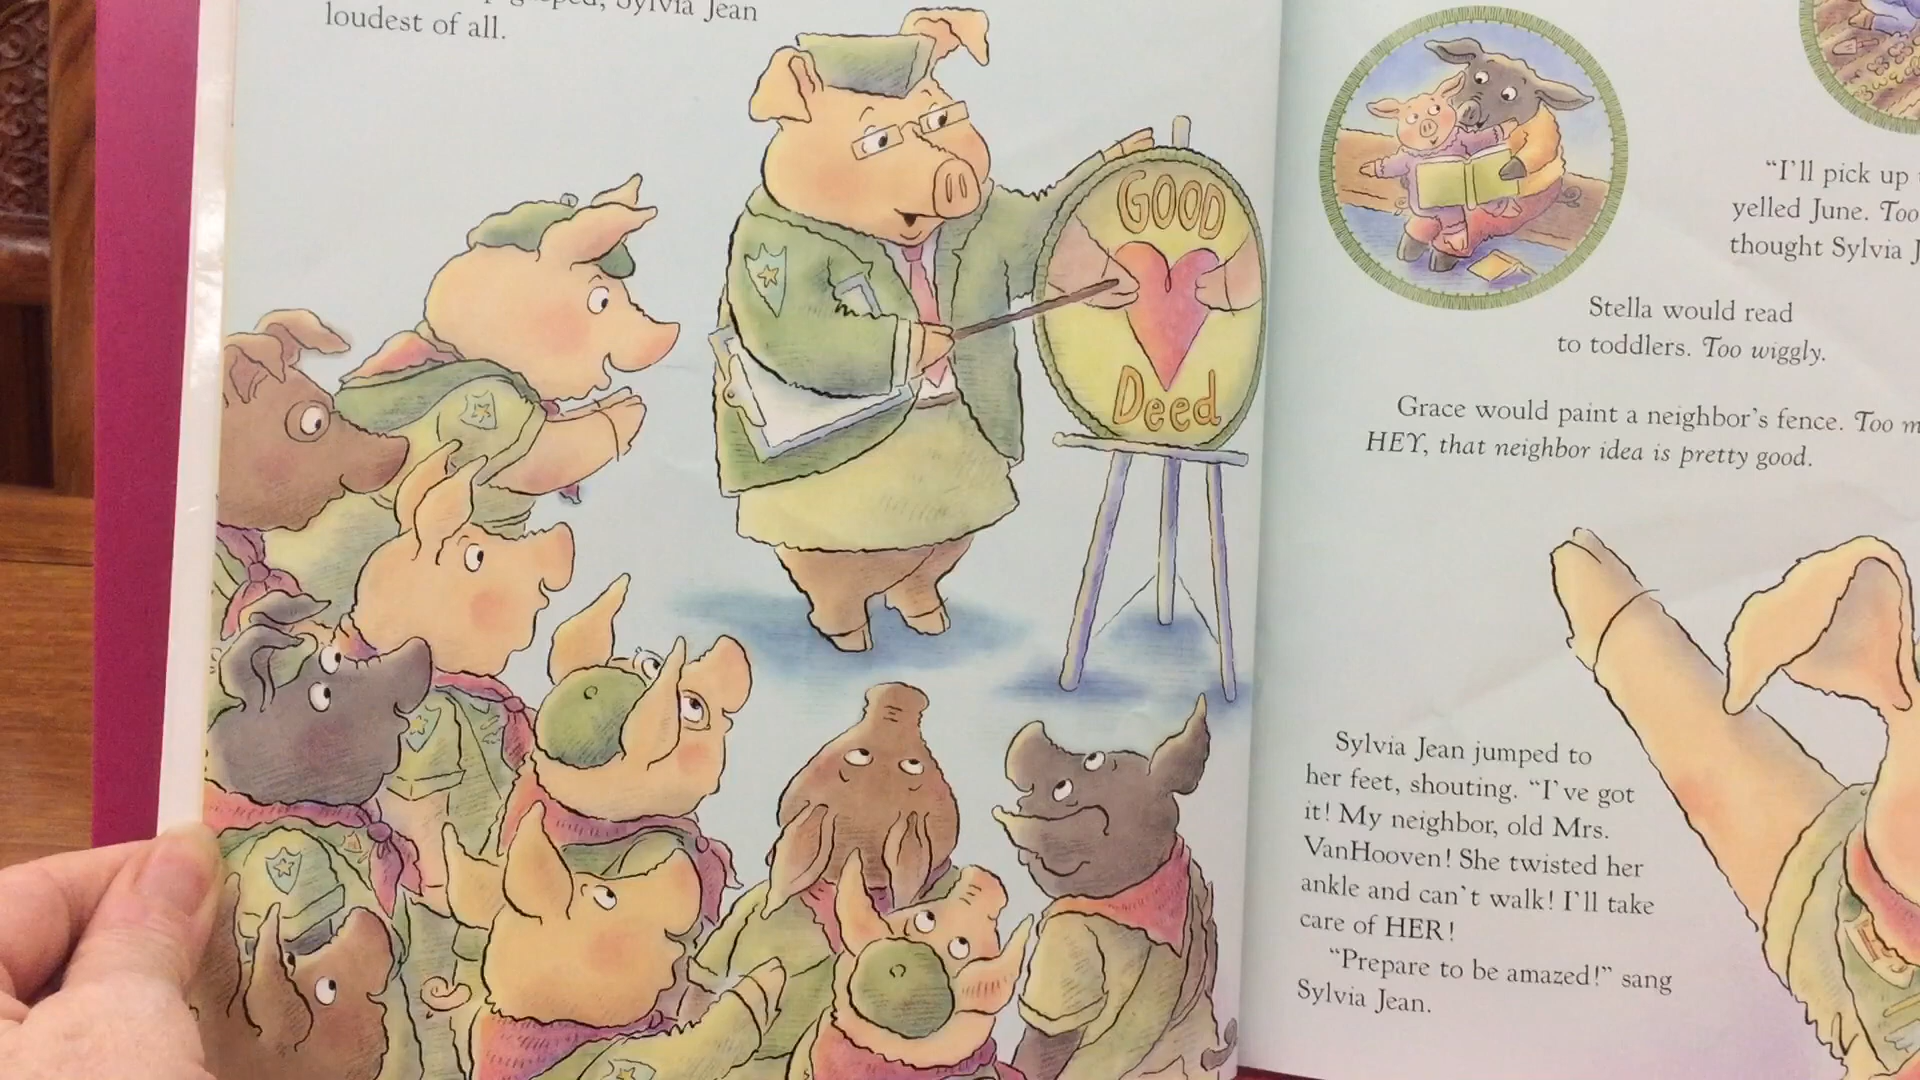 Sylvia Jean
loudest of all.
GOOD
Deed
"I'll pick up
yelled June. Too
thought Sylvia J
Stella would read
to toddlers. Too wiggly.
Grace would paint a neighbor's fence. Too m
HEY, that neighbor idea is pretty good.
Sylvia Jean jumped to
her feet, shouting. "I've got
it! My neighbor, old Mrs.
VanHooven! She twisted her
ankle and can't walk! I'll take
care of HER!
"Prepare to be amazed!" sang
Sylvia Jean.